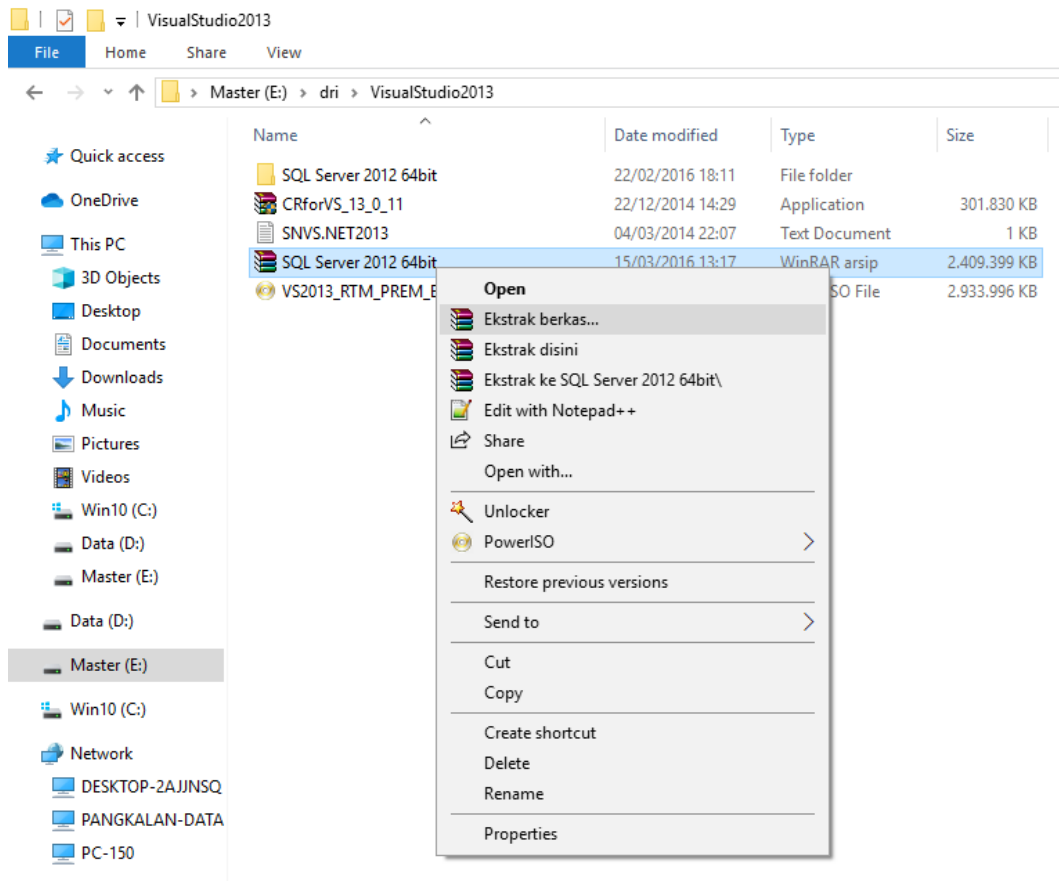 VisualStudio2013
File Home Share View
Master (E:) dri VisualStudio2013
Name Date modified Type Size
Quick access
OneDrive
This PC
3D Objects
Desktop
Documents
Downloads
Music
Pictures
Videos
Win10 (C:)
Data (D:)
Master (E:)
Data (D:)
Master (E:)
Win10 (C:)
Network
DESKTOP-2AJJNSQ
PANGKALAN-DATA
PC-150
SQL Server 2012 64bit 22/02/2016 18:11 File folder
CRforVS_13_0_11 22/12/2014 14:29 Application 301.830 KB
SNVS.NET2013 04/03/2014 22:07 Text Document 1 KB
SQL Server 2012 64bit 15/03/2016 13:17 WinRAR arsip 2.409.399 KB
VS2013_RTM_PREM_E SO File 2.933.996 KB
Open
Ekstrak berkas...
Ekstrak disini
Ekstrak ke SQL Server 2012 64bit\
Edit with Notepad++
Share
Open with...
Unlocker
PowerISO
Restore previous versions
Send to
Cut
Copy
Create shortcut
Delete
Rename
Properties